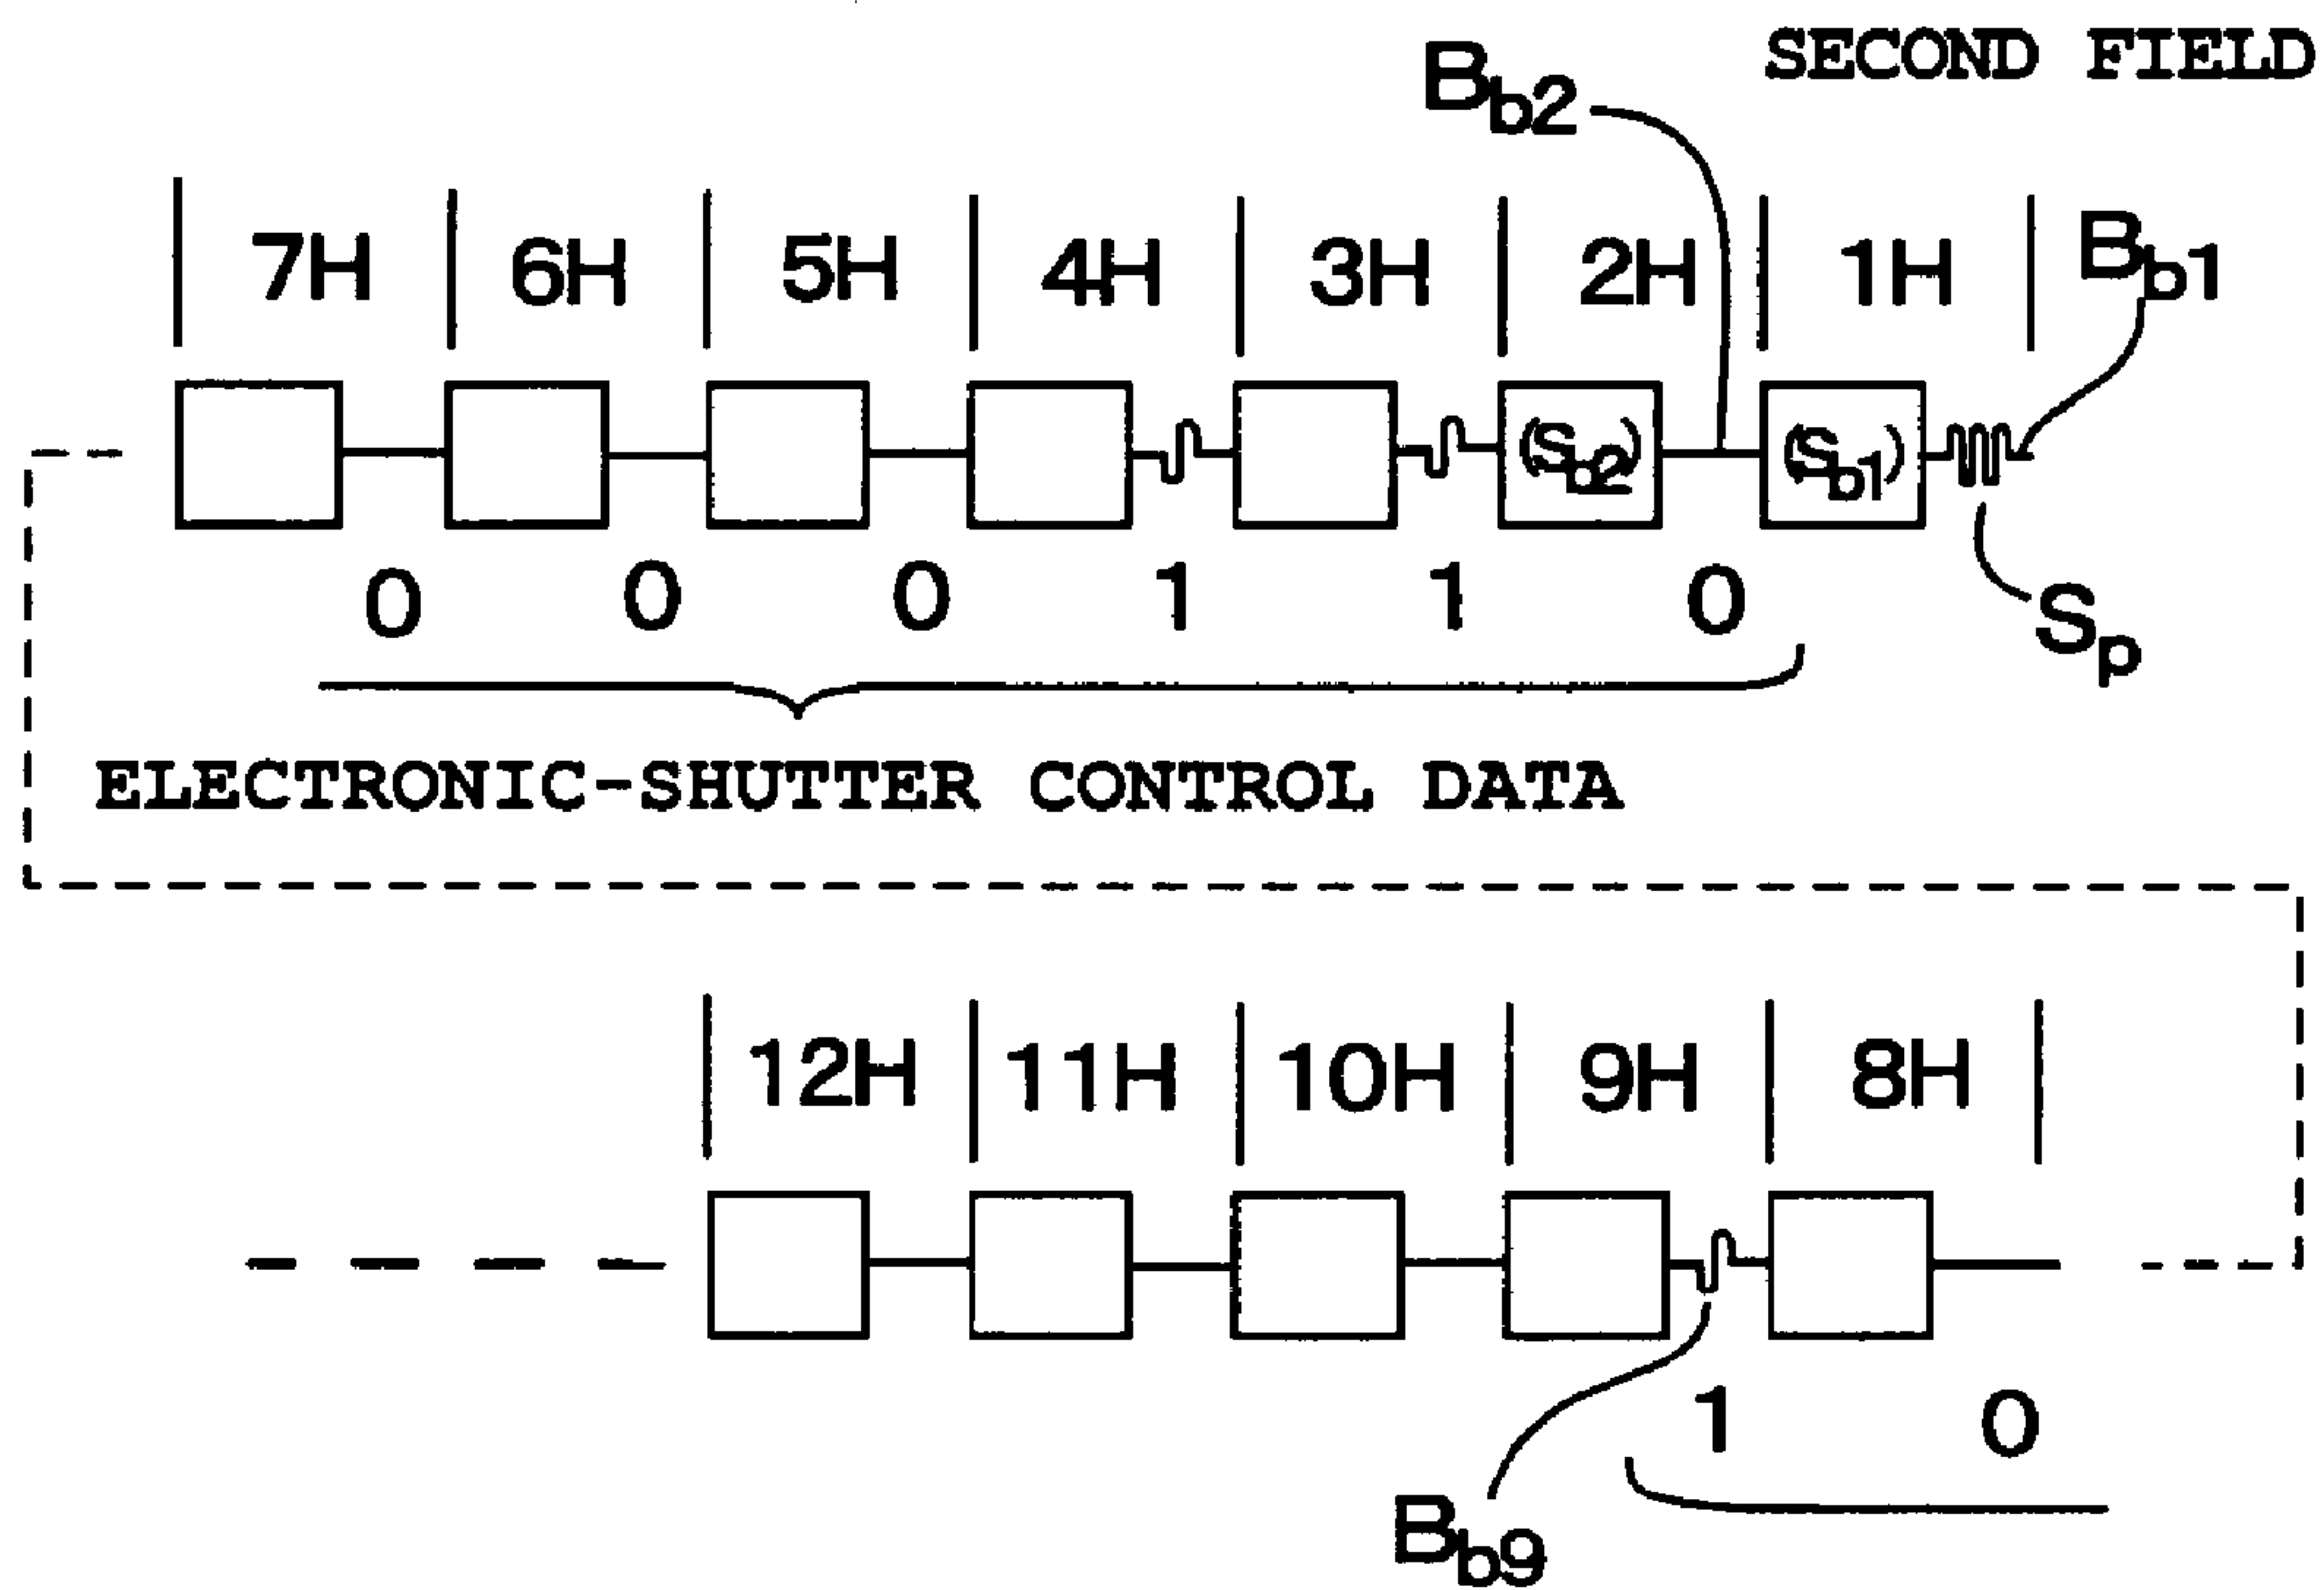 SECOND FIELD
Bb2
7H 6H 5H 4H 3H 2H 1H Bb1
(Sb2) (Sb1)
0 0 0 1 1 0 Sp
ELECTRONIC-SHUTTER CONTROL DATA
12H 11H 10H 9H 8H
1 0
Bb9